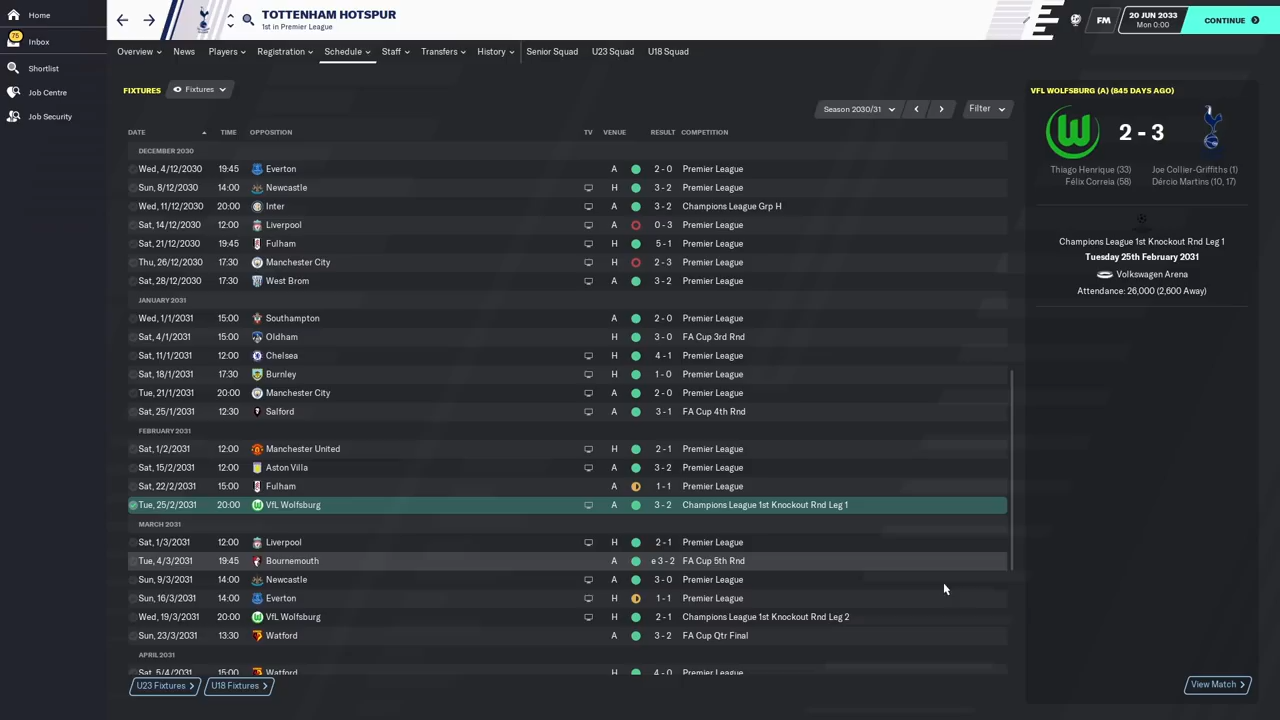 Home
TOTTENHAM HOTSPUR
1st in Premier League
FM
20 JUN 2033
Mon 0:00
CONTINUE
75
Inbox
Overview
News
Players
Registration
Schedule
Staff
Transfers
History
Senior Squad
U23 Squad
U18 Squad
Shortlist
Job Centre
Job Security
FIXTURES
Fixtures
Season 2030/31
Filter
DATE TIME OPPOSITION TV VENUE RESULT COMPETITION
DECEMBER 2030
Wed, 4/12/2030 19:45 Everton A 2 - 0 Premier League
Sun, 8/12/2030 14:00 Newcastle H 3 - 2 Premier League
Wed, 11/12/2030 20:00 Inter A 3 - 2 Champions League Grp H
Sat, 14/12/2030 12:00 Liverpool A 0 - 3 Premier League
Sat, 21/12/2030 19:45 Fulham H 5 - 1 Premier League
Thu, 26/12/2030 17:30 Manchester City H 2 - 3 Premier League
Sat, 28/12/2030 17:30 West Brom A 3 - 2 Premier League
JANUARY 2031
Wed, 1/1/2031 15:00 Southampton A 2 - 0 Premier League
Sat, 4/1/2031 15:00 Oldham H 3 - 0 FA Cup 3rd Rnd
Sat, 11/1/2031 12:00 Chelsea H 4 - 1 Premier League
Sat, 18/1/2031 17:30 Burnley H 1 - 0 Premier League
Tue, 21/1/2031 20:00 Manchester City A 2 - 0 Premier League
Sat, 25/1/2031 12:30 Salford A 3 - 1 FA Cup 4th Rnd
FEBRUARY 2031
Sat, 1/2/2031 12:00 Manchester United H 2 - 1 Premier League
Sat, 15/2/2031 12:00 Aston Villa A 3 - 2 Premier League
Sat, 22/2/2031 15:00 Fulham A 1 - 1 Premier League
Tue, 25/2/2031 20:00 VfL Wolfsburg A 3 - 2 Champions League 1st Knockout Rnd Leg 1
MARCH 2031
Sat, 1/3/2031 12:00 Liverpool H 2 - 1 Premier League
Tue, 4/3/2031 19:45 Bournemouth A e 3 - 2 FA Cup 5th Rnd
Sun, 9/3/2031 14:00 Newcastle A 3 - 0 Premier League
Sun, 16/3/2031 14:00 Everton H 1 - 1 Premier League
Wed, 19/3/2031 20:00 VfL Wolfsburg H 2 - 1 Champions League 1st Knockout Rnd Leg 2
Sun, 23/3/2031 13:30 Watford A 3 - 2 FA Cup Qtr Final
APRIL 2031
Sat, 5/4/2031 15:00 Watford H 4 - 0 Premier League
U23 Fixtures
U18 Fixtures
VFL WOLFSBURG (A) (845 DAYS AGO)
2 - 3
Thiago Henrique (33) Joe Collier-Griffiths (1)
Félix Correia (58) Dércio Martins (10, 17)
Champions League 1st Knockout Rnd Leg 1
Tuesday 25th February 2031
Volkswagen Arena
Attendance: 26,000 (2,600 Away)
View Match